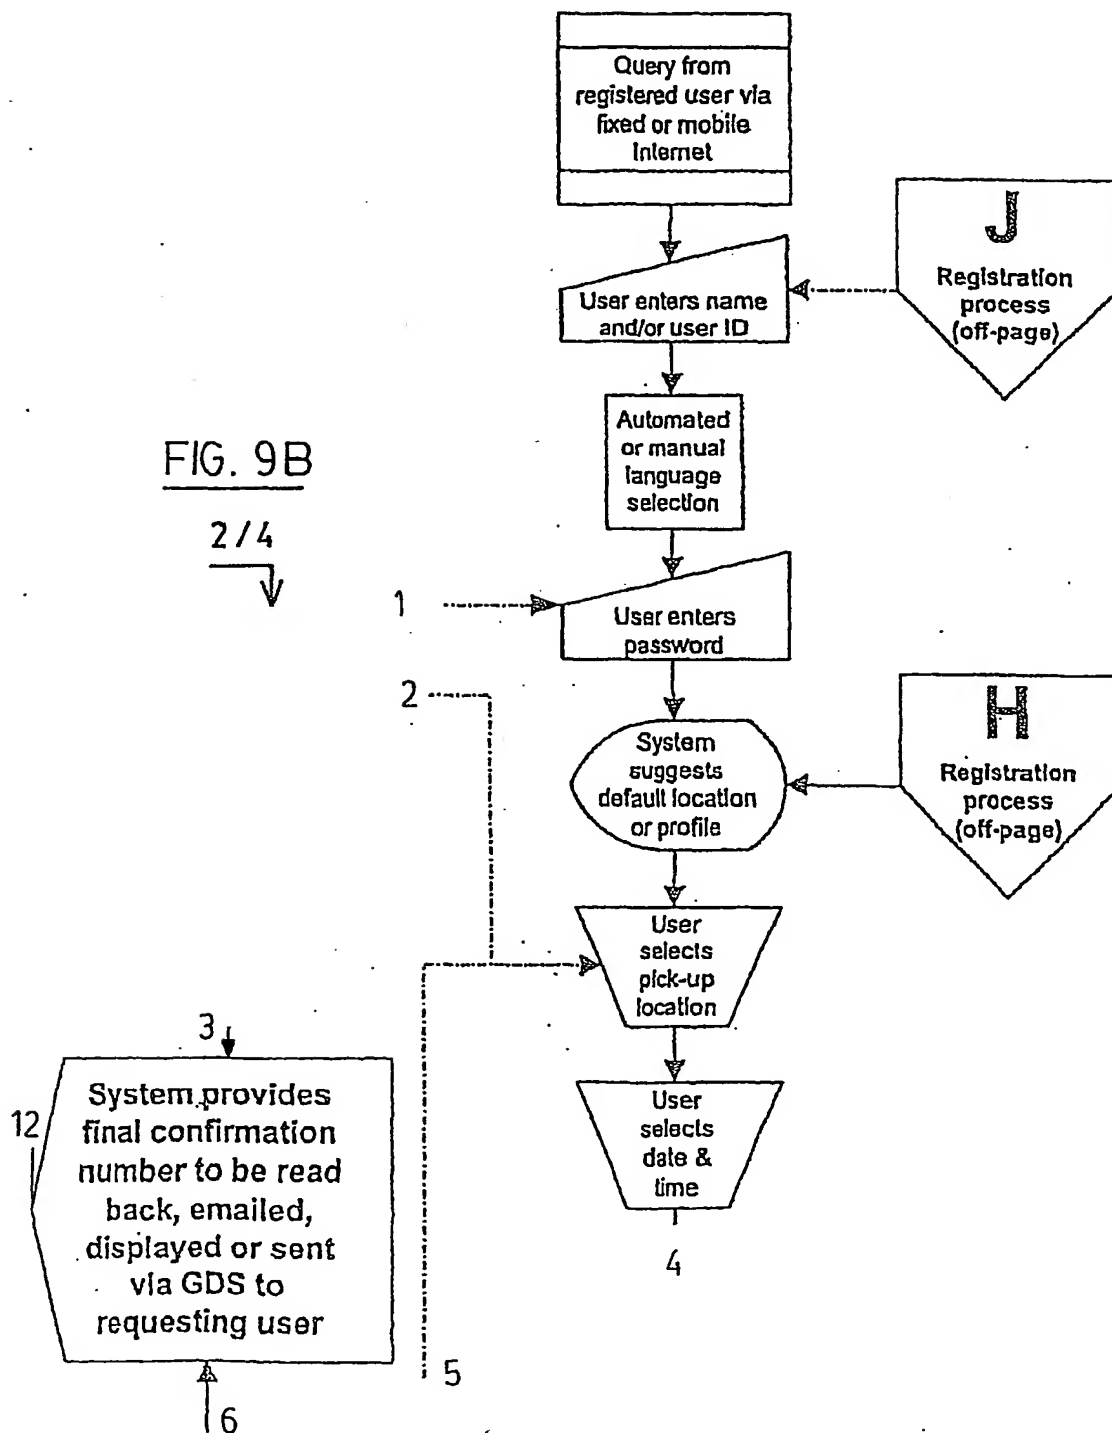 Query from
registered user via
fixed or mobile
Internet
J
Registration
process
(off-page)
User enters name
and/or user ID
Automated
or manual
language
selection
FIG. 9B
2/4
1
User enters
password
2
H
Registration
process
(off-page)
System
suggests
default location
or profile
User
selects
pick-up
location
3
System provides
final confirmation
number to be read
back, emailed,
displayed or sent
via GDS to
requesting user
12
User
selects
date &
time
4
5
6